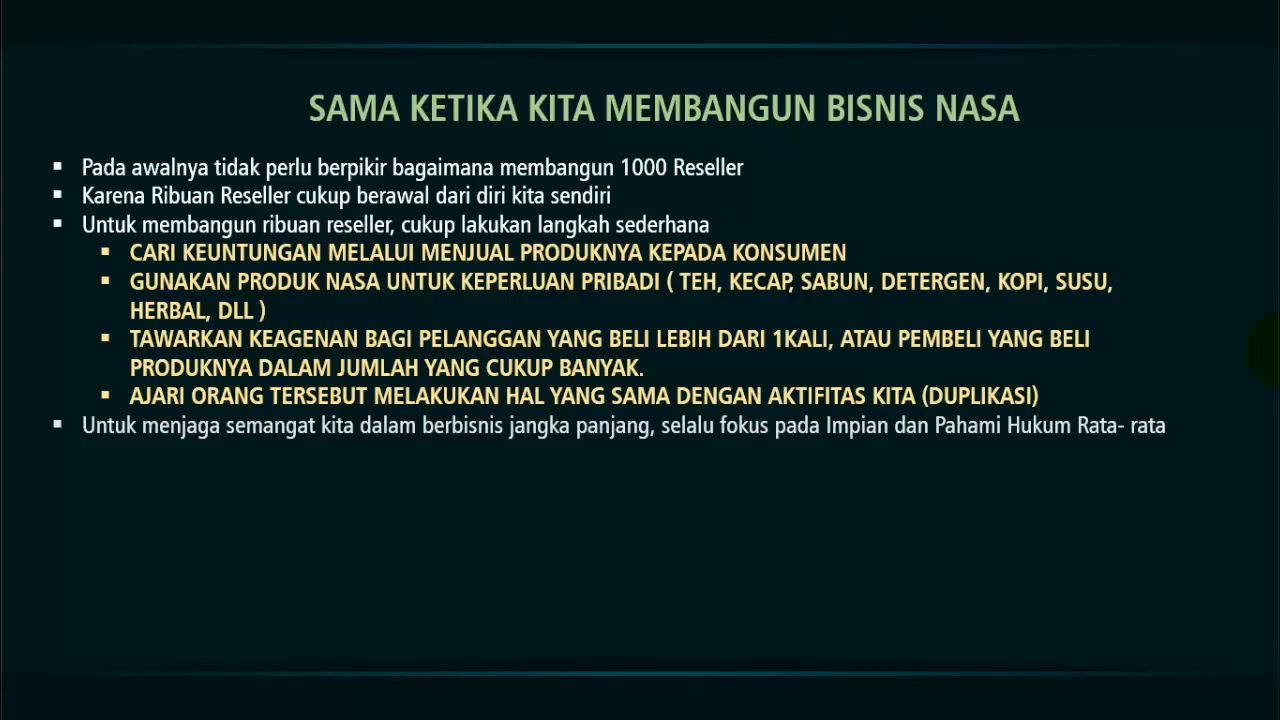 SAMA KETIKA KITA MEMBANGUN BISNIS NASA
▪ Pada awalnya tidak perlu berpikir bagaimana membangun 1000 Reseller
▪ Karena Ribuan Reseller cukup berawal dari diri kita sendiri
▪ Untuk membangun ribuan reseller, cukup lakukan langkah sederhana
▪ CARI KEUNTUNGAN MELALUI MENJUAL PRODUKNYA KEPADA KONSUMEN
▪ GUNAKAN PRODUK NASA UNTUK KEPERLUAN PRIBADI ( TEH, KECAP, SABUN, DETERGEN, KOPI, SUSU,
HERBAL, DLL )
▪ TAWARKAN KEAGENAN BAGI PELANGGAN YANG BELI LEBIH DARI 1KALI, ATAU PEMBELI YANG BELI
PRODUKNYA DALAM JUMLAH YANG CUKUP BANYAK.
▪ AJARI ORANG TERSEBUT MELAKUKAN HAL YANG SAMA DENGAN AKTIFITAS KITA (DUPLIKASI)
▪ Untuk menjaga semangat kita dalam berbisnis jangka panjang, selalu fokus pada Impian dan Pahami Hukum Rata- rata